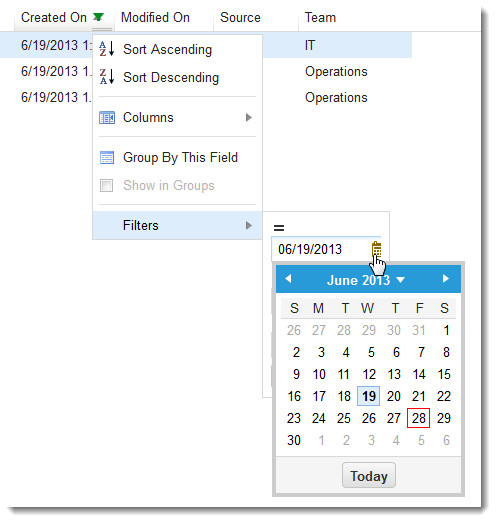 Created On Modified On Source Team
6/19/2013 1: IT
6/19/2013 1. Operations
6/19/2013 1. Operations
Sort Ascending
Sort Descending
Columns
Group By This Field
Show in Groups
Filters
=
06/19/2013
June 2013
S M T W T F S
26 27 28 29 30 31 1
2 3 4 5 6 7 8
9 10 11 12 13 14 15
16 17 18 19 20 21 22
23 24 25 26 27 28 29
30 1 2 3 4 5 6
Today